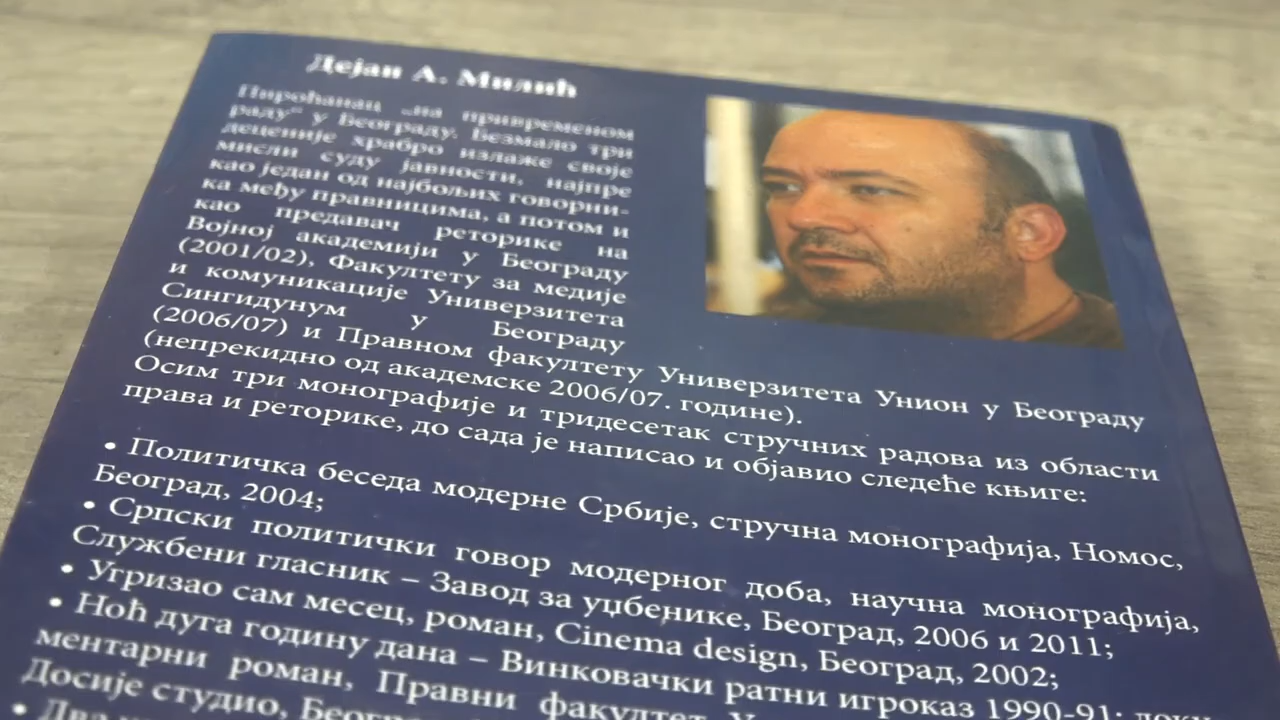 Дејан А. Милић
Пироћанац „на привременом
раду“ у Београду. Безмало три
деценије храбро излаже своје
мисли суду јавности, најпре
као један од најбољих говорни-
ка међу правницима, а потом и
као предавач реторике на
Војној академији у Београду
(2001/02), Факултету за медије
и комуникације Универзитета
Сингидунум у Београду
(2006/07) и Правном факултету Универзитета Унион у Београду
(непрекидно од академске 2006/07. године).
Осим три монографије и тридесетак стручних радова из области
права и реторике, до сада је написао и објавио следеће књиге:
• Политичка беседа модерне Србије, стручна монографија, Номос,
Београд, 2004;
• Српски политички говор модерног доба, научна монографија,
Службени гласник – Завод за уџбенике, Београд, 2006 и 2011;
• Угризао сам месец, роман, Cinema design, Београд, 2002;
• Ноћ дуга годину дана – Винковачки ратни игроказ 1990-91; доку
ментарни роман, Правни факултет
Досије студио,
• Два